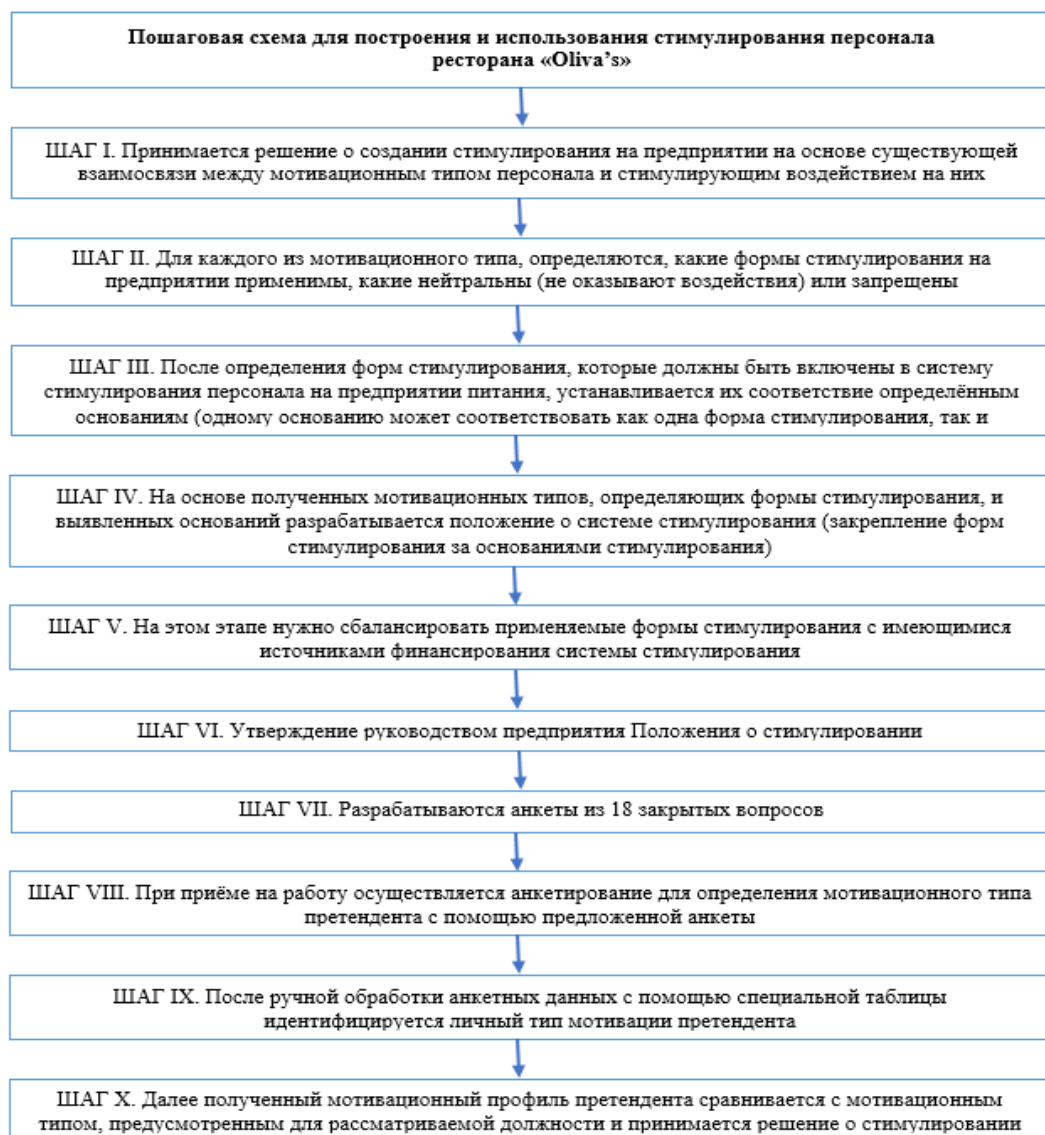 Пошаговая схема для построения и использования стимулирования персонала
ресторана «Oliva's»
ШАГ I. Принимается решение о создании стимулирования на предприятии на основе существующей
взаимосвязи между мотивационным типом персонала и стимулирующим воздействием на них
ШАГ II. Для каждого из мотивационного типа, определяются, какие формы стимулирования на
предприятии применимы, какие нейтральны (не оказывают воздействия) или запрещены
ШАГ III. После определения форм стимулирования, которые должны быть включены в систему
стимулирования персонала на предприятии питания, устанавливается их соответствие определённым
основаниям (одному основанию может соответствовать как одна форма стимулирования, так и
ШАГ IV. На основе полученных мотивационных типов, определяющих формы стимулирования, и
выявленных оснований разрабатывается положение о системе стимулирования (закрепление форм
стимулирования за основаниями стимулирования)
ШАГ V. На этом этапе нужно сбалансировать применяемые формы стимулирования с имеющимися
источниками финансирования системы стимулирования
ШАГ VI. Утверждение руководством предприятия Положения о стимулировании
ШАГ VII. Разрабатываются анкеты из 18 закрытых вопросов
ШАГ VIII. При приёме на работу осуществляется анкетирование для определения мотивационного типа
претендента с помощью предложенной анкеты
ШАГ IX. После ручной обработки анкетных данных с помощью специальной таблицы
идентифицируется личный тип мотивации претендента
ШАГ X. Далее полученный мотивационный профиль претендента сравнивается с мотивационным
типом, предусмотренным для рассматриваемой должности и принимается решение о стимулировании